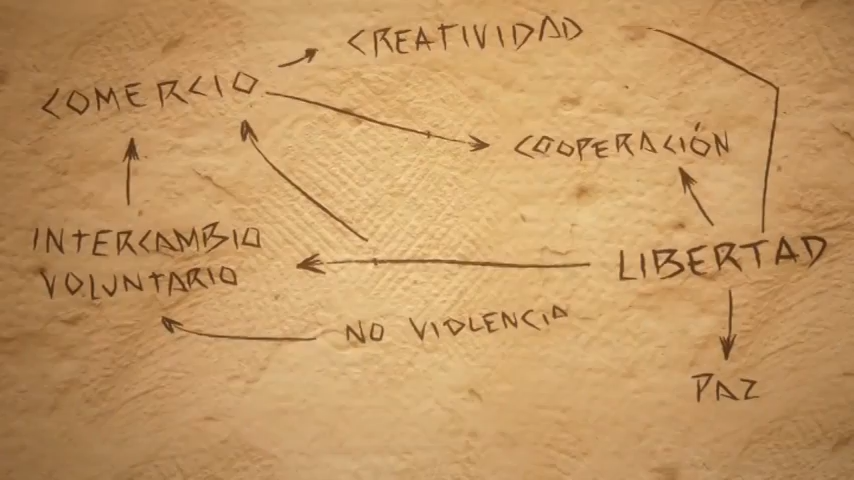 CREATIVIDAD
COMERCIO
COOPERACIÓN
INTERCAMBIO
VOLUNTARIO
LIBERTAD
NO VIOLENCIA
PAZ